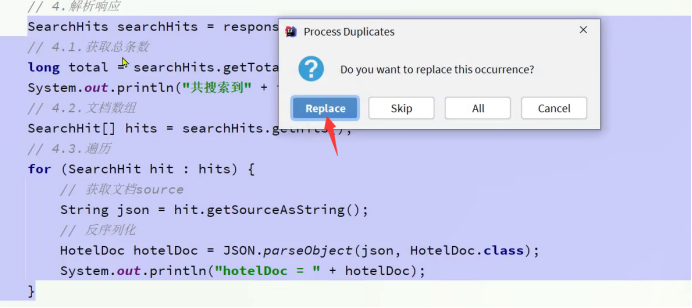 // 4.解析响应
SearchHits searchHits = respons
// 4.1.获取总条数
long total = searchHits.getTota
System.out.println("共搜索到" +
// 4.2.文档数组
SearchHit[] hits = searchHits.getHits();
// 4.3.遍历
for (SearchHit hit : hits) {
// 获取文档source
String json = hit.getSourceAsString();
// 反序列化
HotelDoc hotelDoc = JSON.parseObject(json, HotelDoc.class);
System.out.println("hotelDoc = " + hotelDoc);
}
Process Duplicates
Do you want to replace this occurrence?
Replace Skip All Cancel